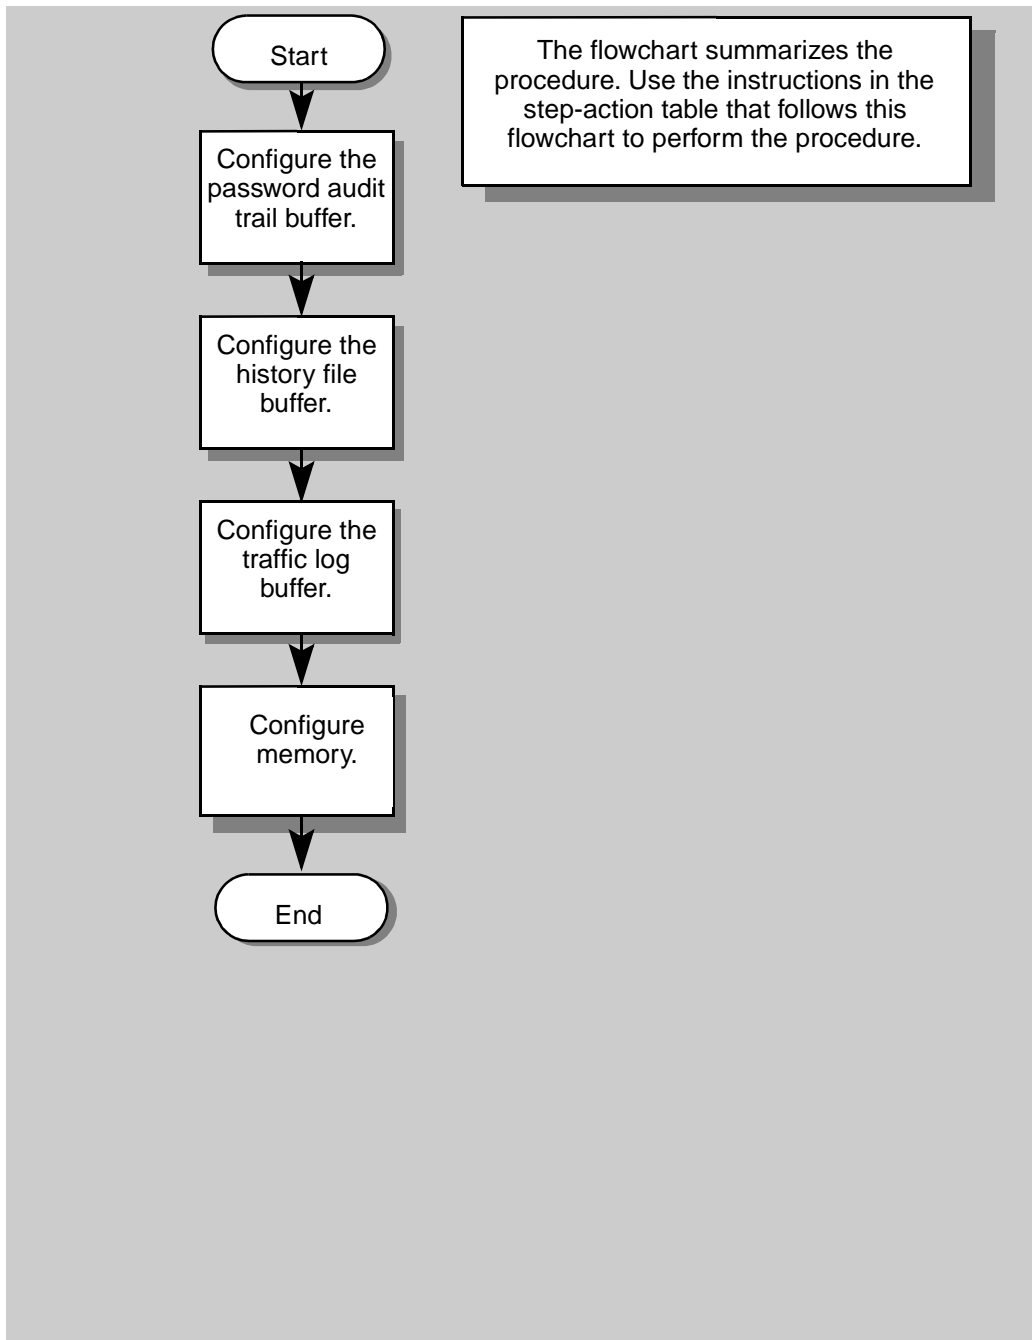 Start
The flowchart summarizes the
procedure. Use the instructions in the
step-action table that follows this
flowchart to perform the procedure.
Configure the
password audit
trail buffer.
Configure the
history file
buffer.
Configure the
traffic log
buffer.
Configure
memory.
End